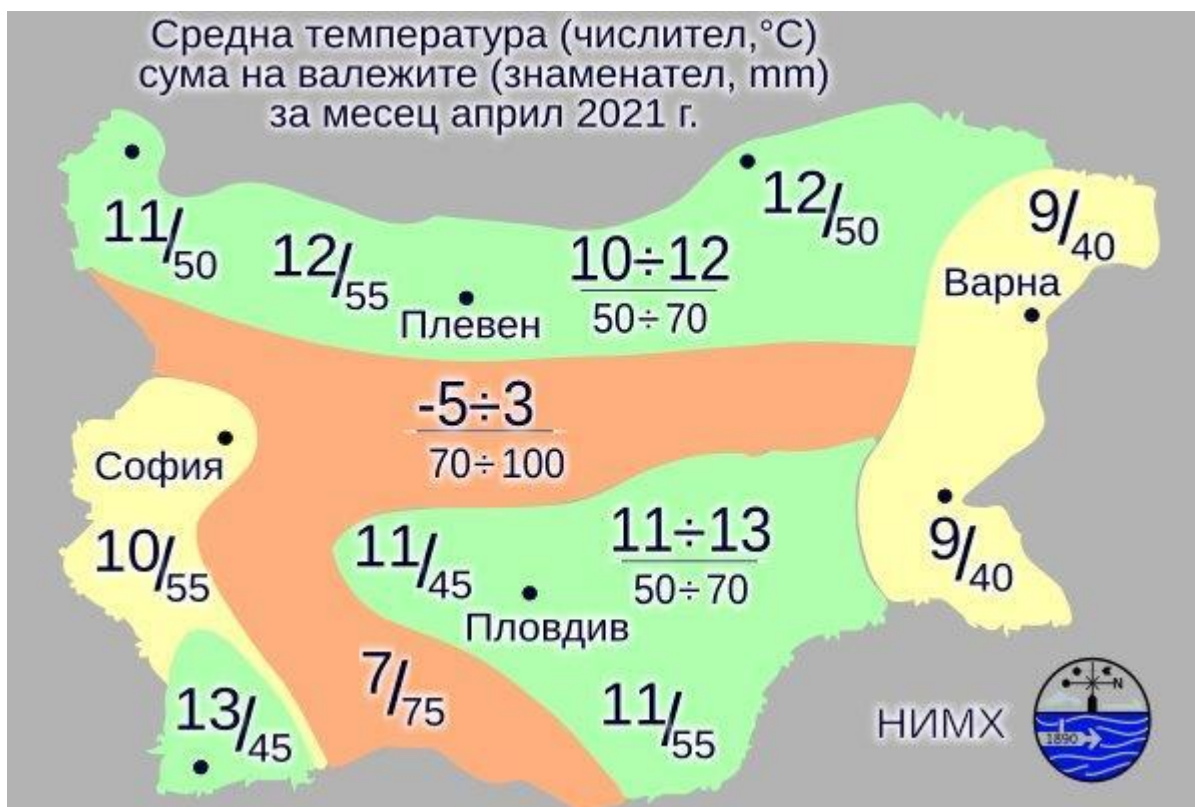 Средна температура (числител,°C)
сума на валежите (знаменател, mm)
за месец април 2021 г.
11/50
12/55
10÷12
50÷70
12/50
9/40
Варна
Плевен
-5÷3
70÷100
София
10/55
11/45
11÷13
50÷70
9/40
Пловдив
7/75
13/45
11/55
НИМХ
N
1890